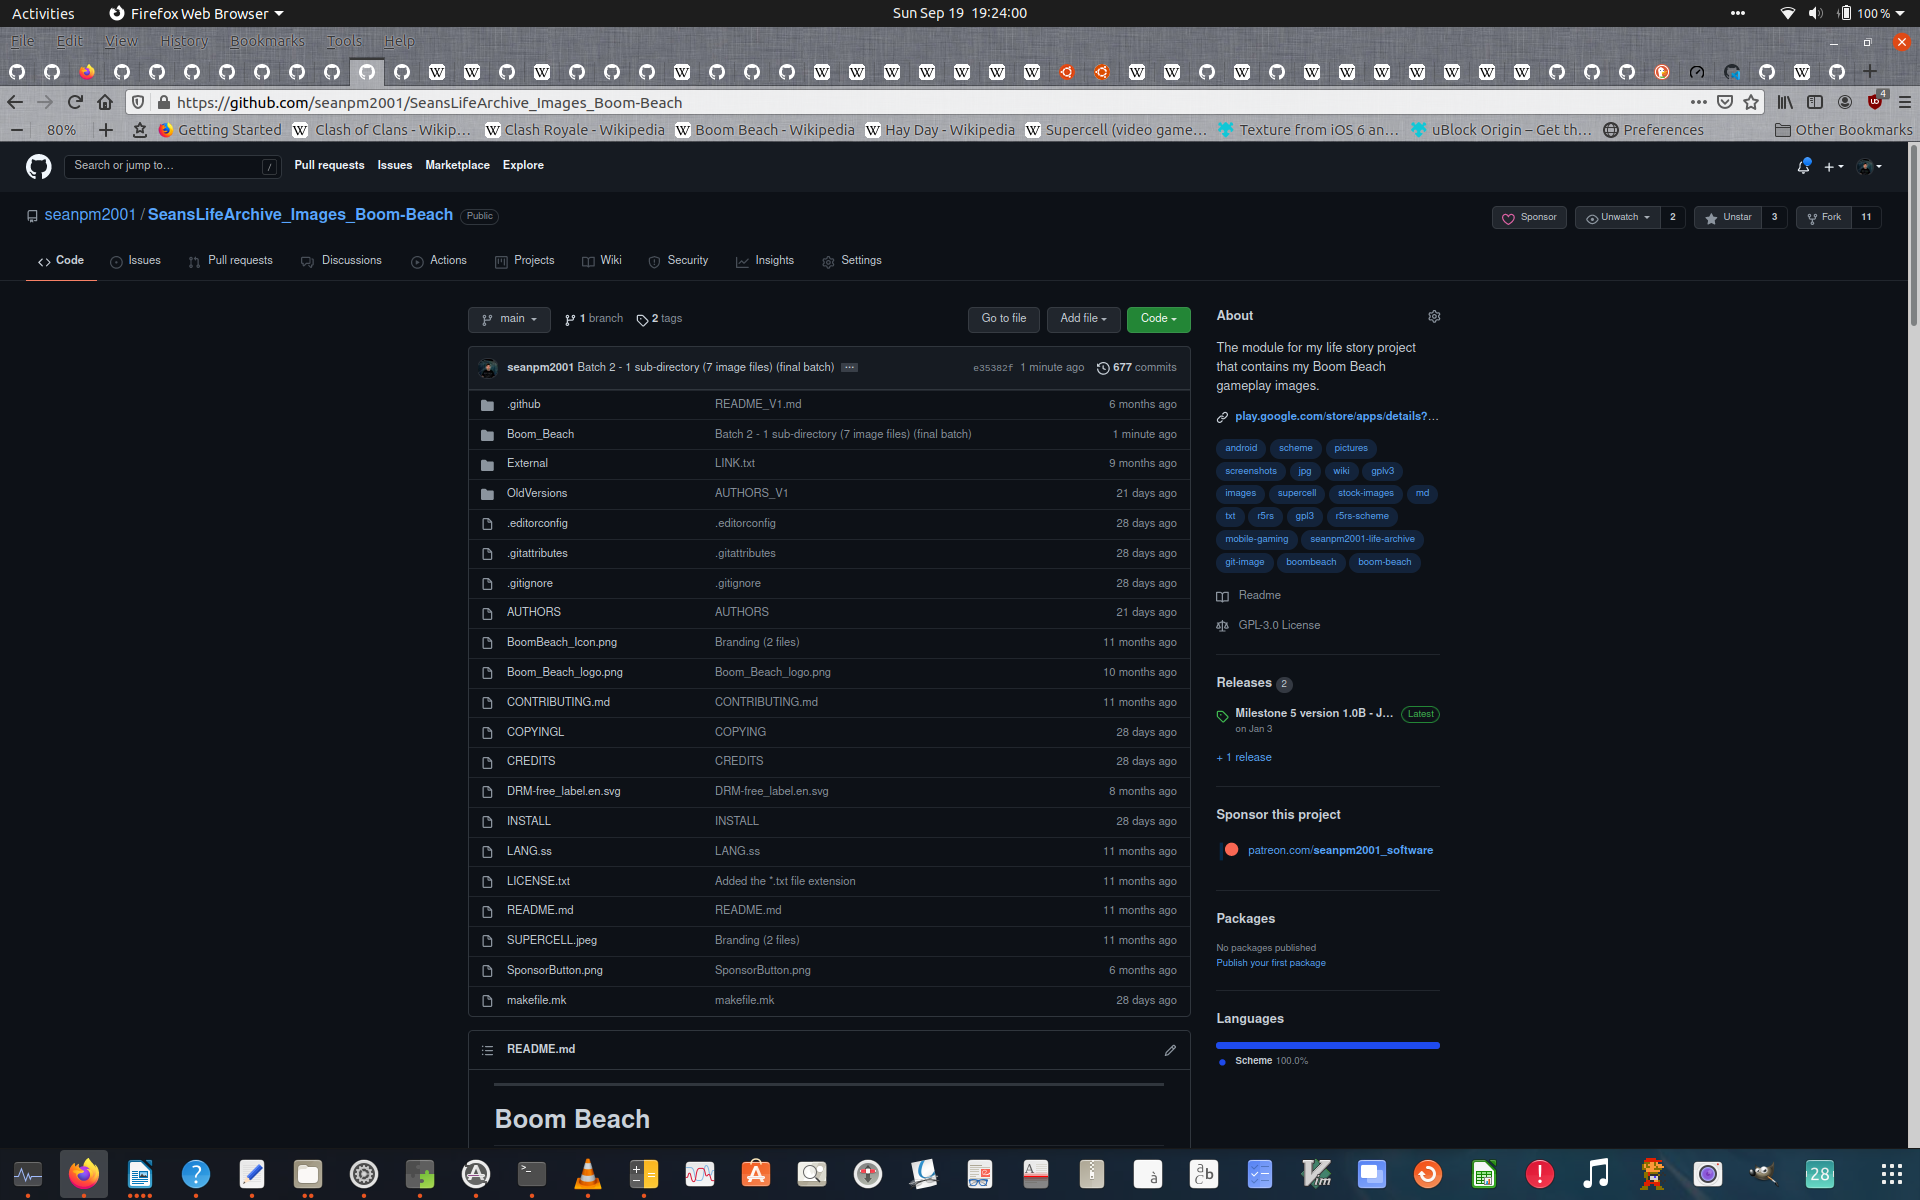 Activities Firefox Web Browser Sun Sep 19 19:24:00 100 %
File Edit View History Bookmarks Tools Help
https://github.com/seanpm2001/SeansLifeArchive_Images_Boom-Beach 4
80% Getting Started Clash of Clans - Wikip… Clash Royale - Wikipedia Boom Beach - Wikipedia Hay Day - Wikipedia Supercell (video game… Texture from iOS 6 an… uBlock Origin – Get th… Preferences Other Bookmarks
Search or jump to… / Pull requests Issues Marketplace Explore
seanpm2001 / SeansLifeArchive_Images_Boom-Beach Public Sponsor Unwatch 2 Unstar 3 Fork 11
Code Issues Pull requests Discussions Actions Projects Wiki Security Insights Settings
main 1 branch 2 tags Go to file Add file Code
seanpm2001 Batch 2 - 1 sub-directory (7 image files) (final batch) ... e35382f 1 minute ago 677 commits
.github README_V1.md 6 months ago
Boom_Beach Batch 2 - 1 sub-directory (7 image files) (final batch) 1 minute ago
External LINK.txt 9 months ago
OldVersions AUTHORS_V1 21 days ago
.editorconfig .editorconfig 28 days ago
.gitattributes .gitattributes 28 days ago
.gitignore .gitignore 28 days ago
AUTHORS AUTHORS 21 days ago
BoomBeach_Icon.png Branding (2 files) 11 months ago
Boom_Beach_logo.png Boom_Beach_logo.png 10 months ago
CONTRIBUTING.md CONTRIBUTING.md 11 months ago
COPYINGL COPYING 28 days ago
CREDITS CREDITS 28 days ago
DRM-free_label.en.svg DRM-free_label.en.svg 8 months ago
INSTALL INSTALL 28 days ago
LANG.ss LANG.ss 11 months ago
LICENSE.txt Added the *.txt file extension 11 months ago
README.md README.md 11 months ago
SUPERCELL.jpeg Branding (2 files) 11 months ago
SponsorButton.png SponsorButton.png 6 months ago
makefile.mk makefile.mk 28 days ago
README.md
Boom Beach
About
The module for my life story project
that contains my Boom Beach
gameplay images.
play.google.com/store/apps/details?…
android scheme pictures
screenshots jpg wiki gplv3
images supercell stock-images md
txt r5rs gpl3 r5rs-scheme
mobile-gaming seanpm2001-life-archive
git-image boombeach boom-beach
Readme
GPL-3.0 License
Releases 2
Milestone 5 version 1.0B - J… Latest
on Jan 3
+ 1 release
Sponsor this project
patreon.com/seanpm2001_software
Packages
No packages published
Publish your first package
Languages
Scheme 100.0%
28